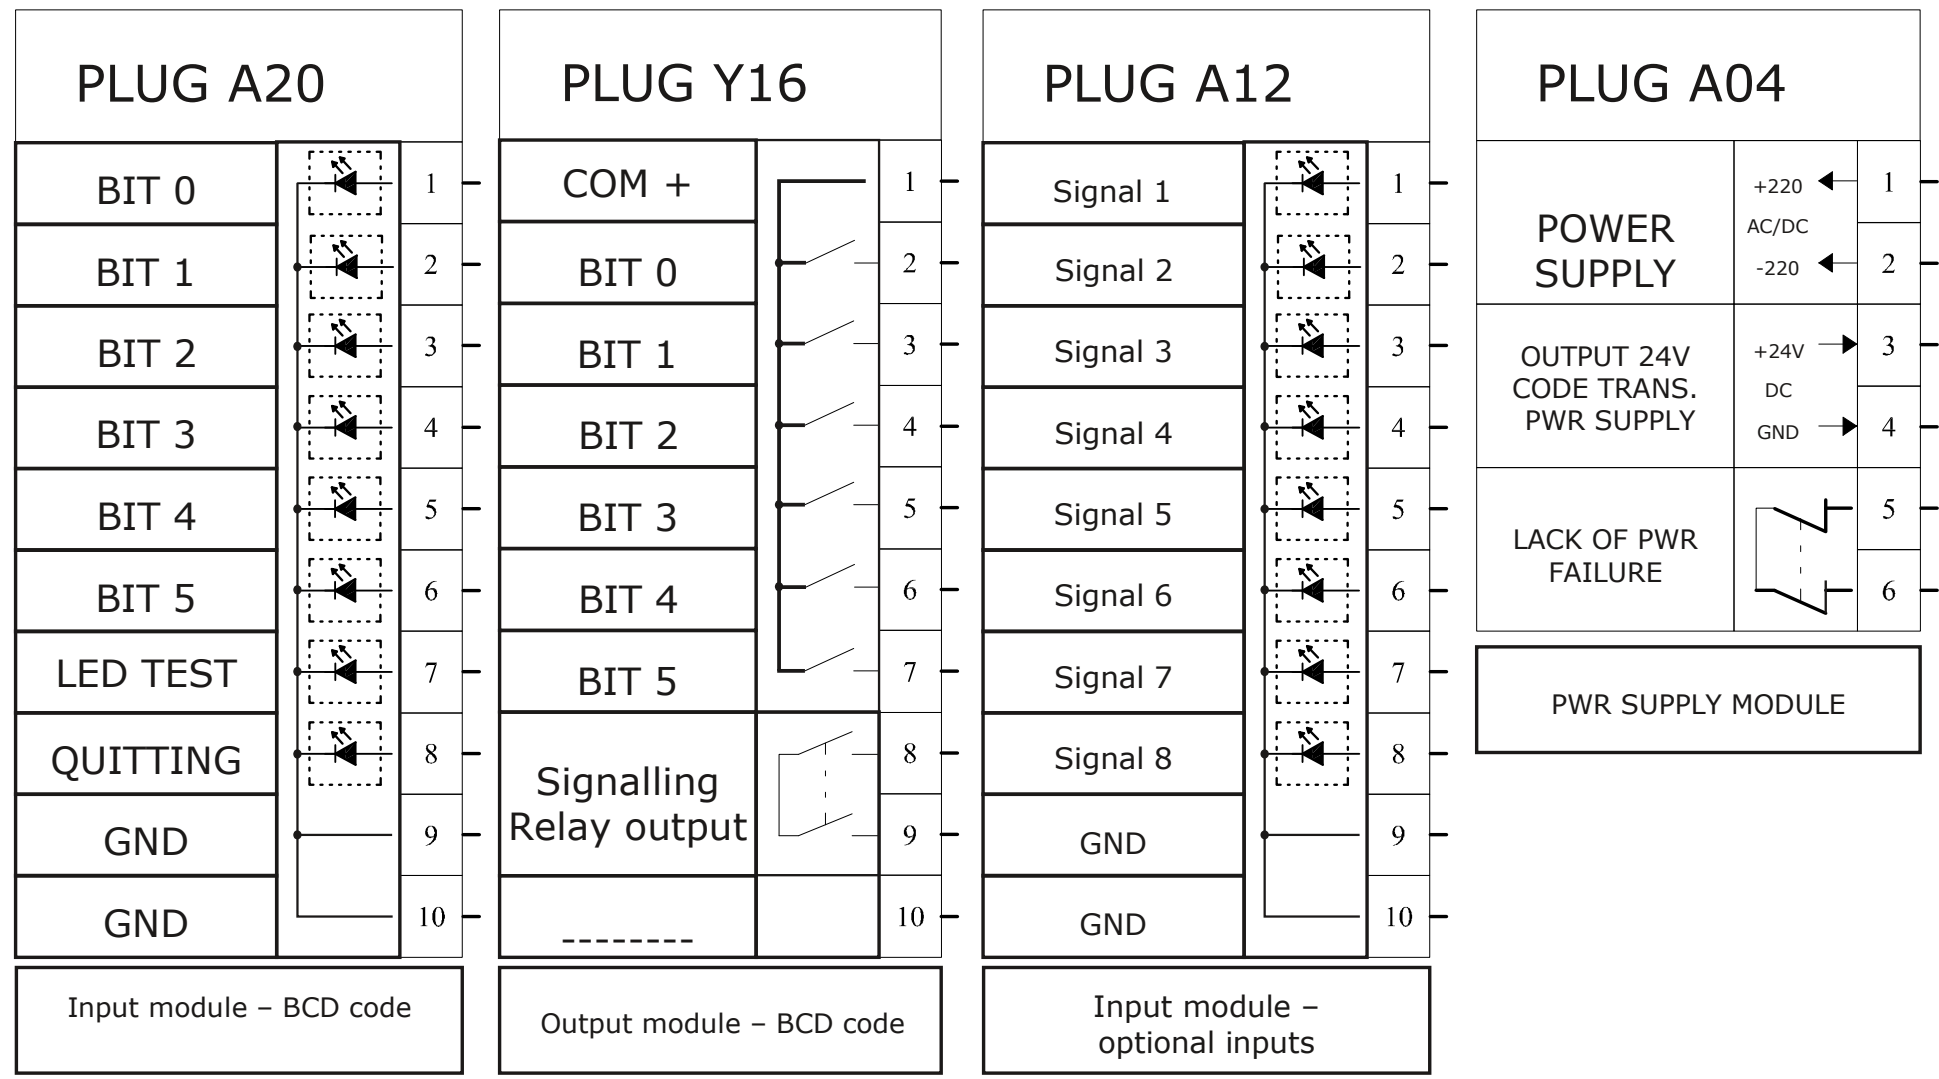 PLUG A20
BIT 0
1
BIT 1
2
BIT 2
3
BIT 3
4
BIT 4
5
BIT 5
6
LED TEST
7
QUITTING
8
GND
9
GND
10
Input module – BCD code
PLUG Y16
COM +
1
BIT 0
2
BIT 1
3
BIT 2
4
BIT 3
5
BIT 4
6
BIT 5
7
Signalling
Relay output
8
9
--------
10
Output module – BCD code
PLUG A12
Signal 1
1
Signal 2
2
Signal 3
3
Signal 4
4
Signal 5
5
Signal 6
6
Signal 7
7
Signal 8
8
GND
9
GND
10
Input module –
optional inputs
PLUG A04
POWER
SUPPLY
+220
AC/DC
-220
1
2
OUTPUT 24V
CODE TRANS.
PWR SUPPLY
+24V
DC
GND
3
4
LACK OF PWR
FAILURE
5
6
PWR SUPPLY MODULE